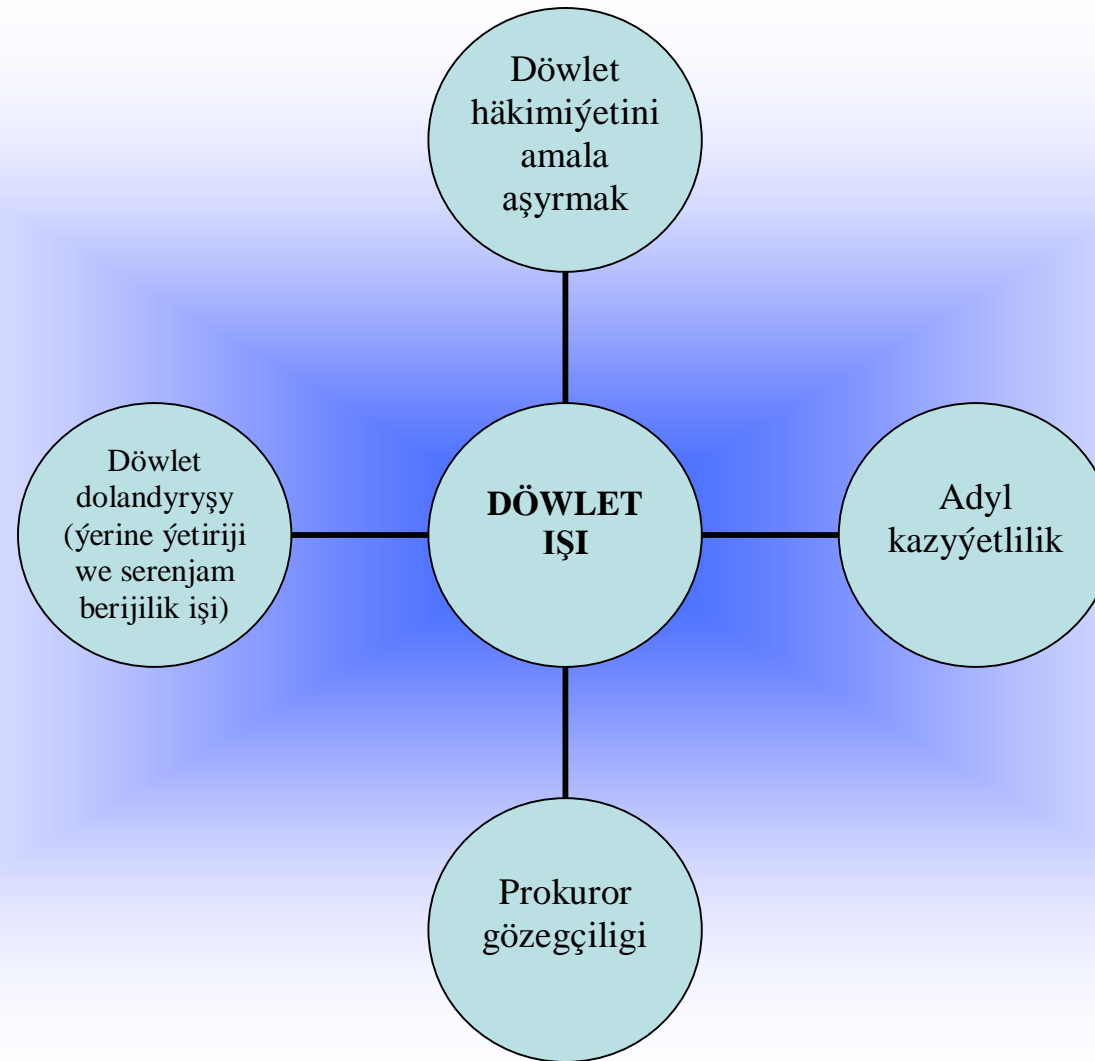 Döwlet
häkimiýetini
amala
aşyrmak
Döwlet
dolandyryşy
(ýerine ýetiriji
we serenjam
berijilik işi)
DÖWLET
IŞI
Adyl
kazyýetlilik
Prokuror
gözegçiligi